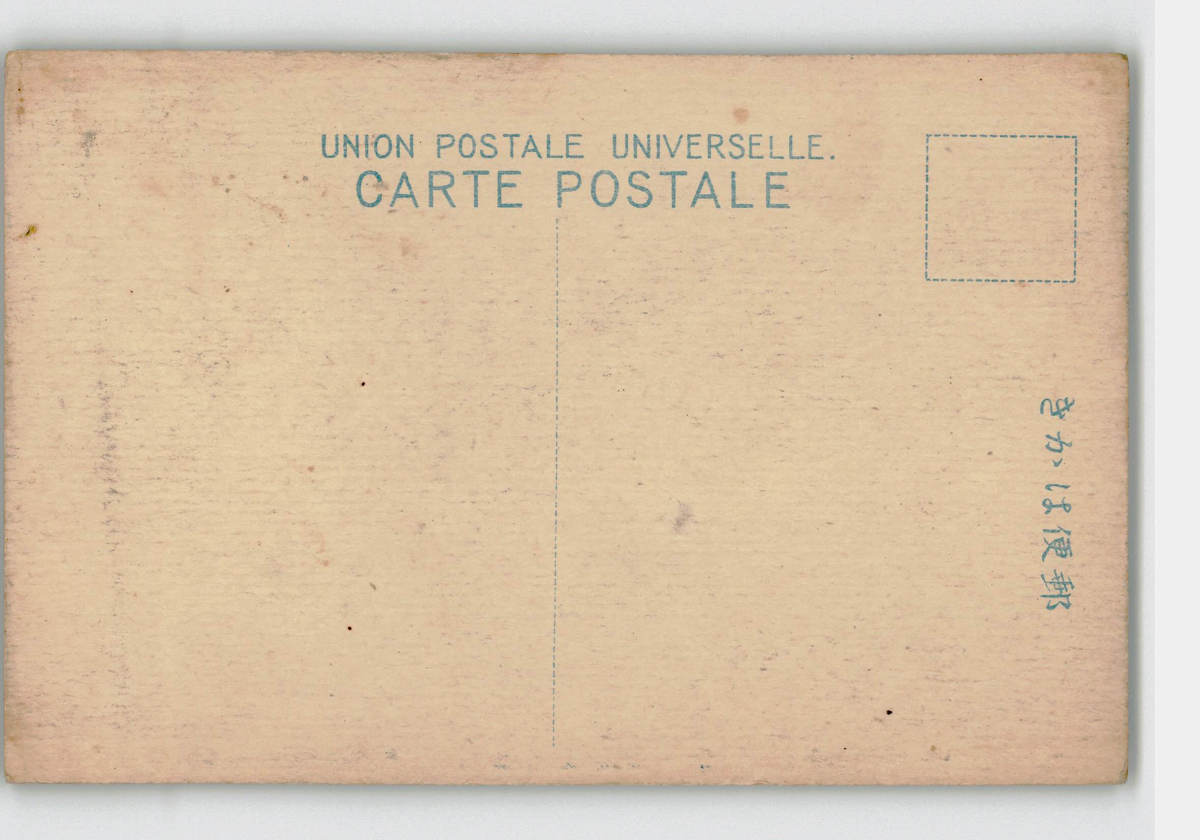 UNION POSTALE UNIVERSELLE.
CARTE POSTALE
郵便はがき